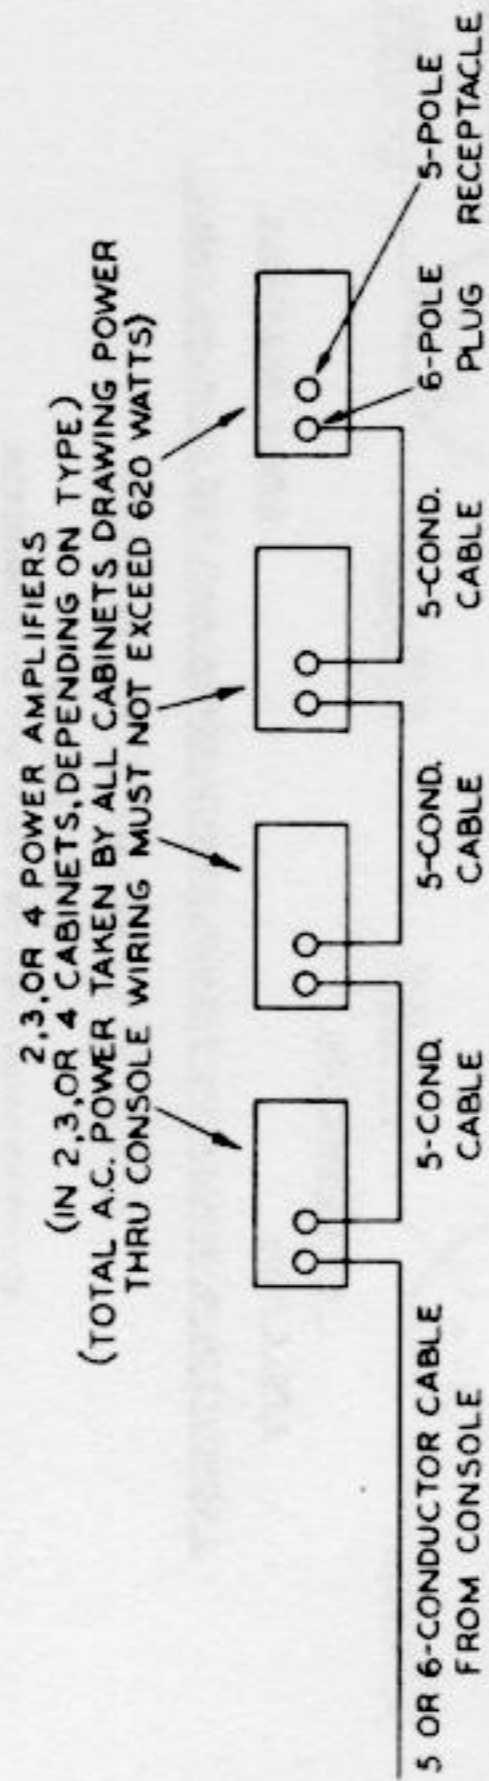 2,3,OR 4 POWER AMPLIFIERS
(IN 2,3,OR 4 CABINETS, DEPENDING ON TYPE)
(TOTAL A.C. POWER TAKEN BY ALL CABINETS DRAWING POWER
THRU CONSOLE WIRING MUST NOT EXCEED 620 WATTS)
5 OR 6-CONDUCTOR CABLE
FROM CONSOLE
5-COND.
CABLE
5-COND.
CABLE
5-COND.
CABLE
6-POLE
PLUG
5-POLE
RECEPTACLE